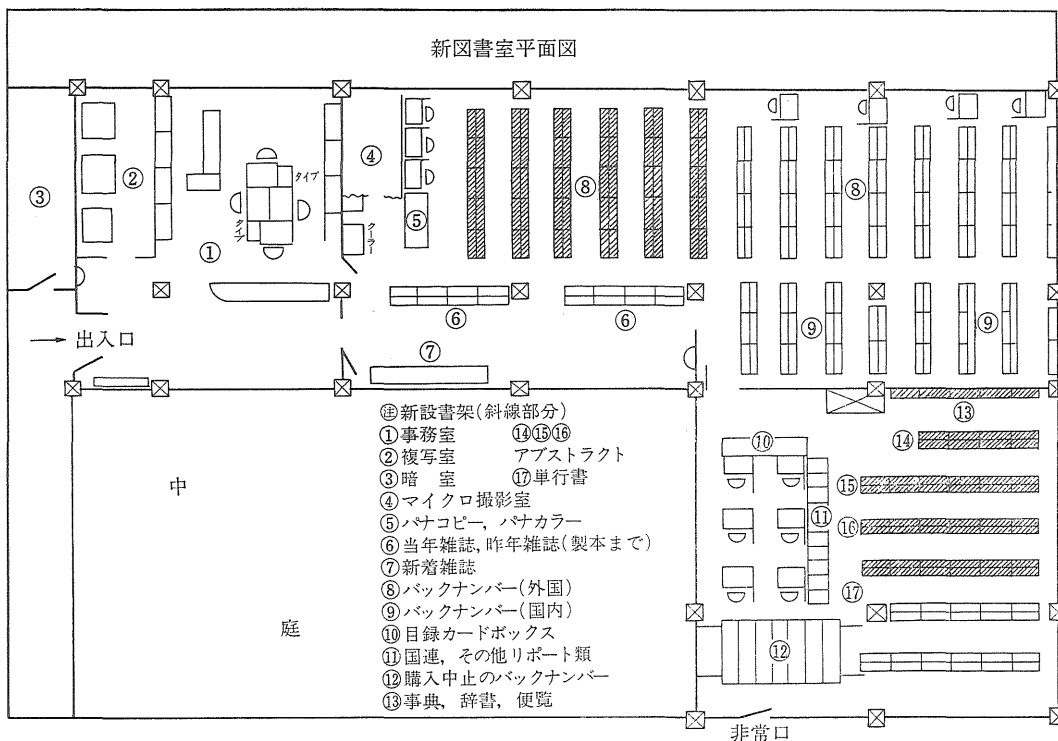 新図書室平面図
③
②
①
タイプ
タイプ
④
クーラー
⑤
⑧
⑧
⑥
⑥
⑦
⑨
⑨
→ 出入口
中
庭
㊟新設書架(斜線部分)
①事務室 ⑭⑮⑯
②複写室 アブストラクト
③暗 室 ⑰単行書
④マイクロ撮影室
⑤パナコピー, パナカラー
⑥当年雑誌, 昨年雑誌(製本まで)
⑦新着雑誌
⑧バックナンバー(外国)
⑨バックナンバー(国内)
⑩目録カードボックス
⑪国連, その他リポート類
⑫購入中止のバックナンバー
⑬事典, 辞書, 便覧
⑩
⑪
⑬
⑭
⑮
⑯
⑰
⑫
非常口